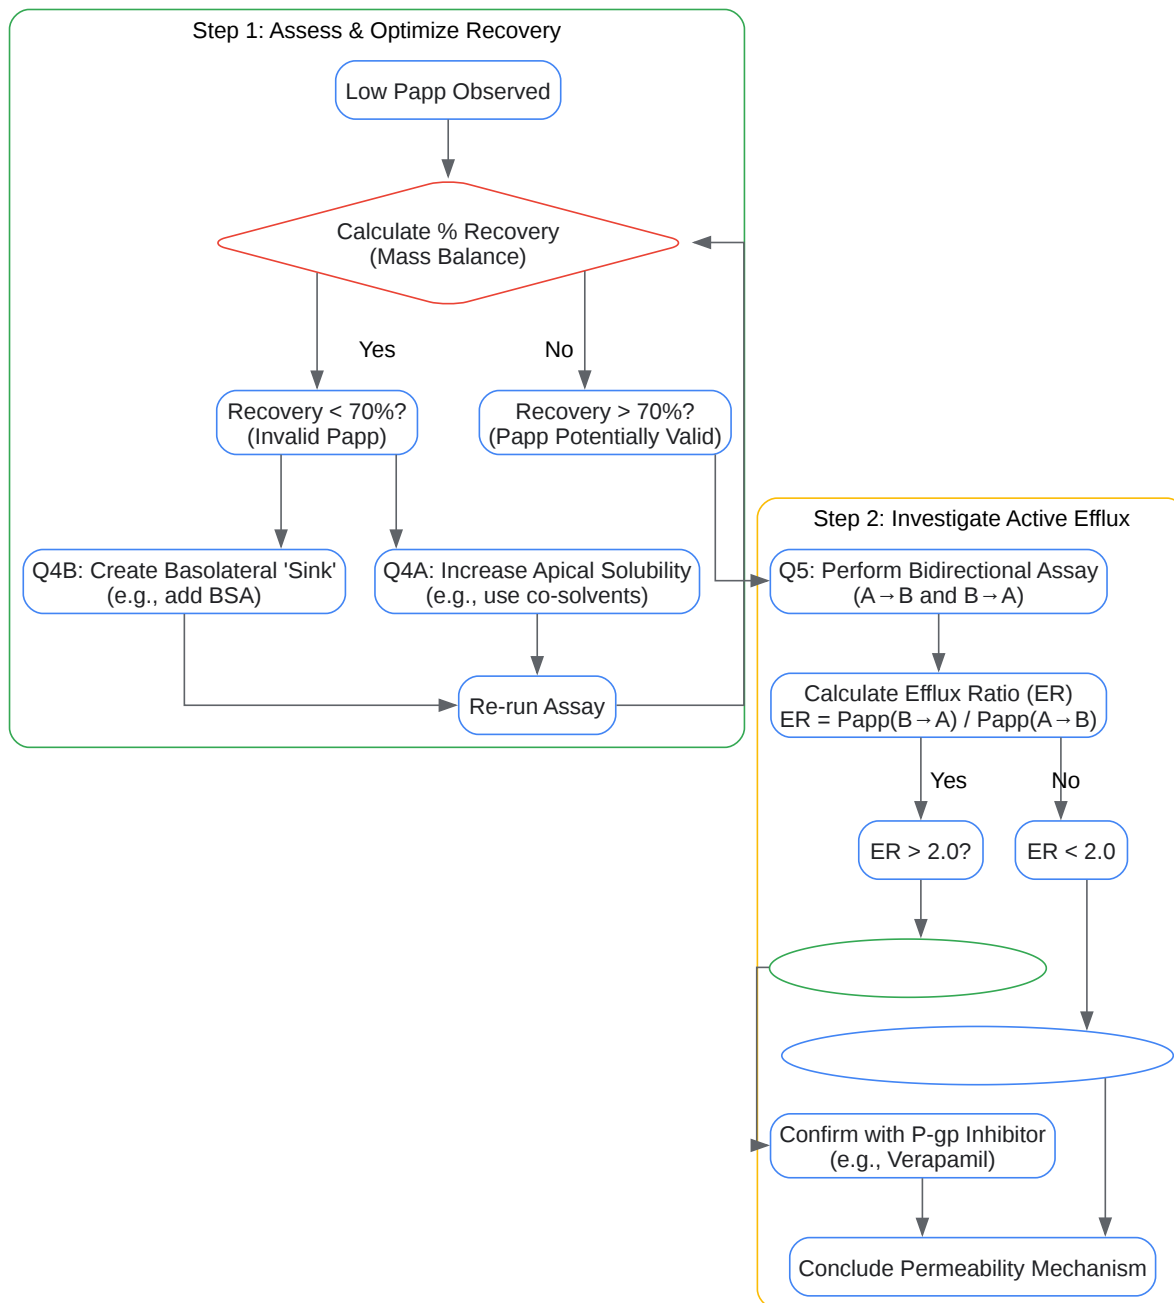 Step 1: Assess & Optimize Recovery
Low Papp Observed
Calculate % Recovery
(Mass Balance)
Yes
No
Recovery < 70%?
(Invalid Papp)
Recovery > 70%?
(Papp Potentially Valid)
Q4B: Create Basolateral 'Sink'
(e.g., add BSA)
Q4A: Increase Apical Solubility
(e.g., use co-solvents)
Re-run Assay
Step 2: Investigate Active Efflux
Q5: Perform Bidirectional Assay
(A→B and B→A)
Calculate Efflux Ratio (ER)
ER = Papp(B→A) / Papp(A→B)
Yes
No
ER > 2.0?
ER < 2.0
Confirm with P-gp Inhibitor
(e.g., Verapamil)
Conclude Permeability Mechanism